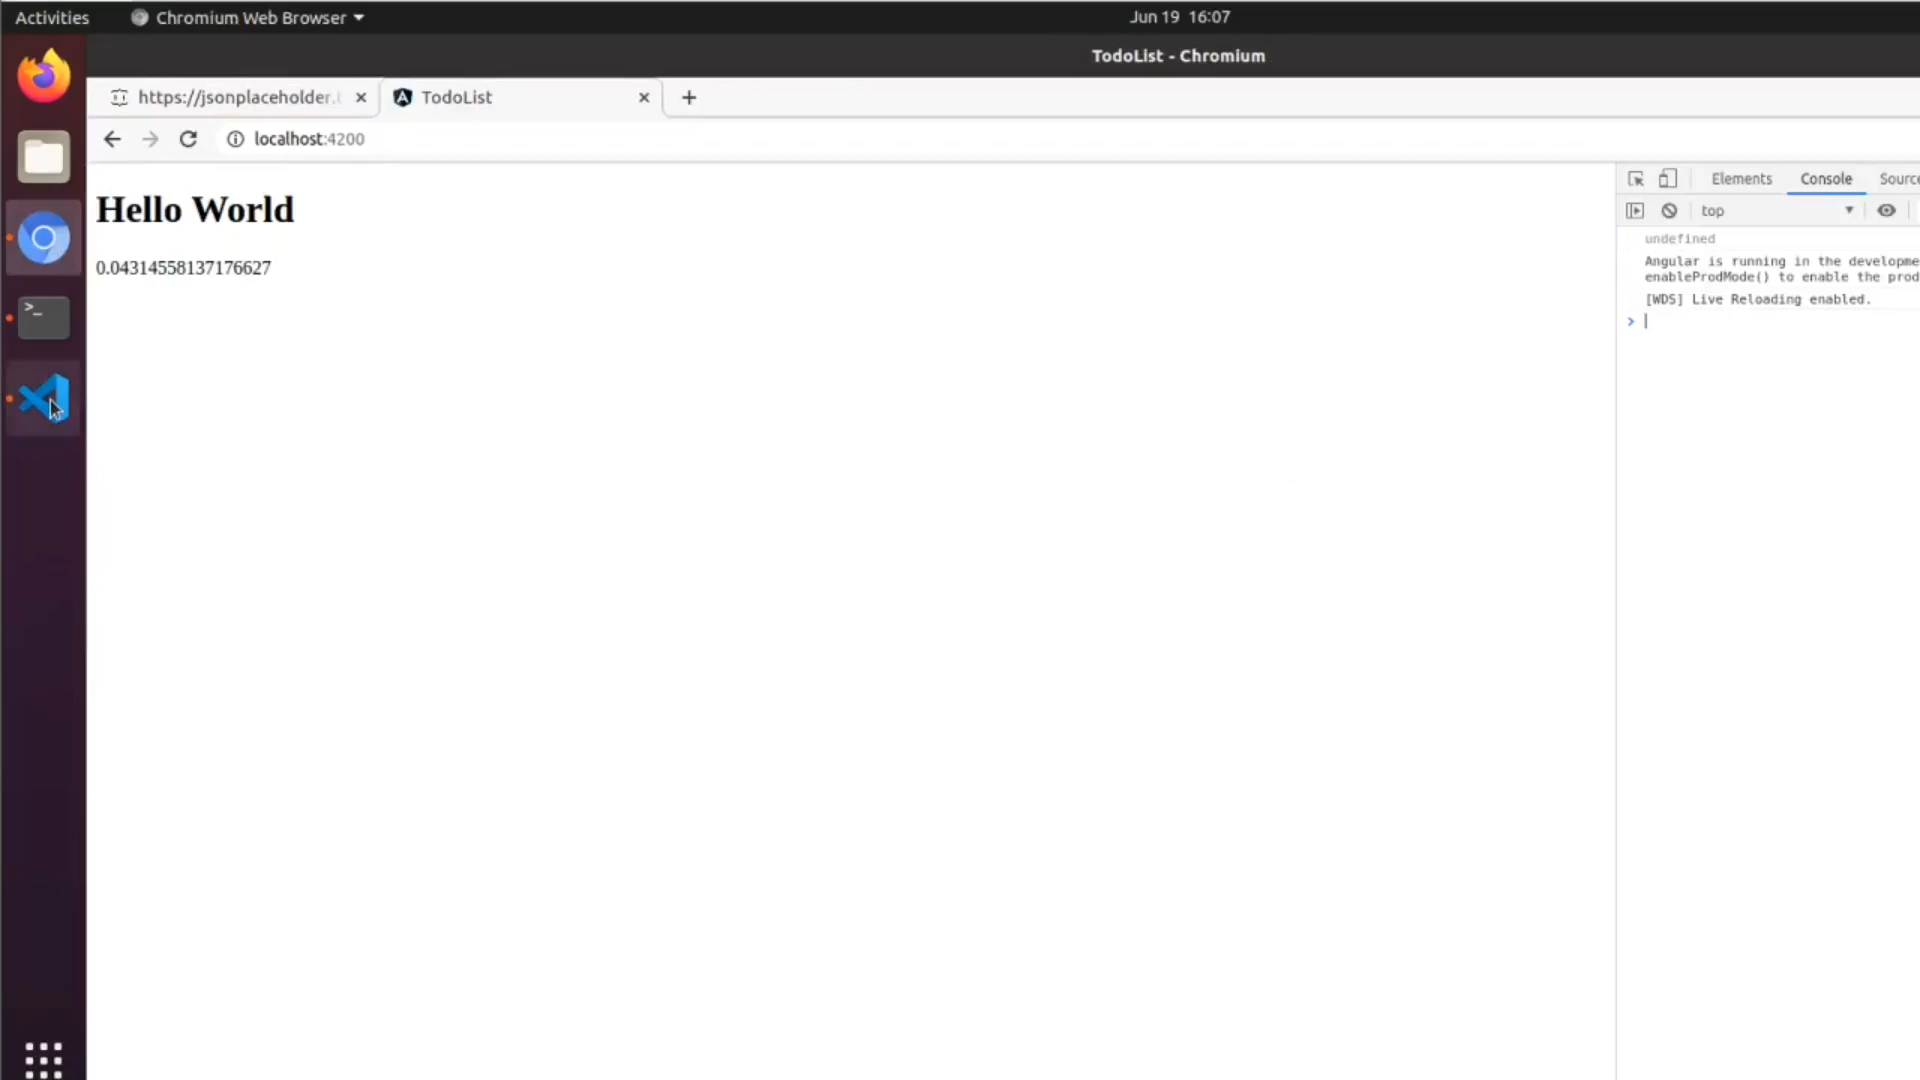 Activities
Chromium Web Browser
Jun 19 16:07
TodoList - Chromium
https://jsonplaceholder.t
TodoList
localhost:4200
Hello World
0.04314558137176627
Elements Console Source
top
undefined
Angular is running in the developme
enableProdMode() to enable the prod
[WDS] Live Reloading enabled.